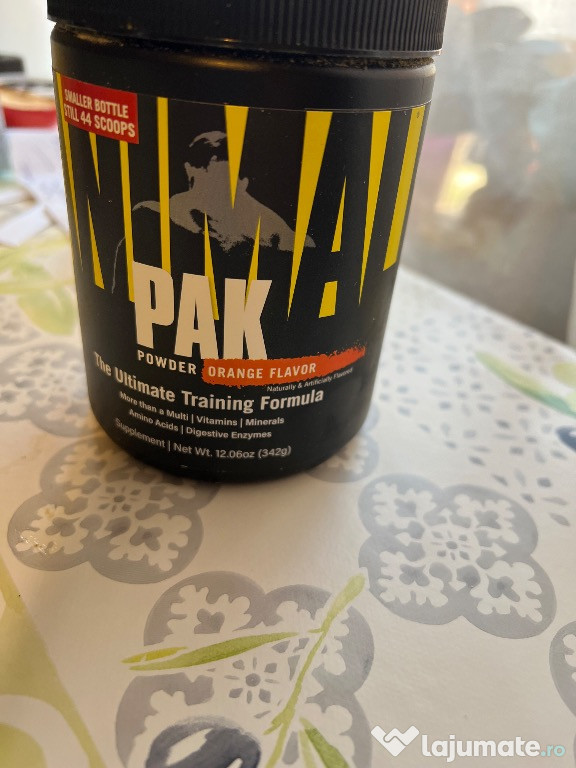 SMALLER BOTTLE
STILL 44 SCOOPS
NIMAL
PAK
POWDER ORANGE FLAVOR
Naturally & Artificially Flavored
The Ultimate Training Formula
More than a Multi | Vitamins | Minerals
Amino Acids | Digestive Enzymes
Supplement | Net Wt. 12.06oz (342g)
lajumate.ro